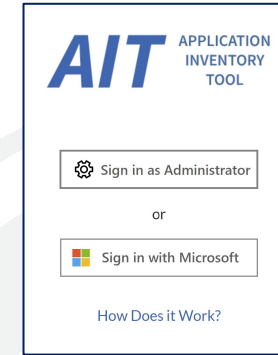 AIT
APPLICATION
INVENTORY
TOOL
Sign in as Administrator
or
Sign in with Microsoft
How Does it Work?